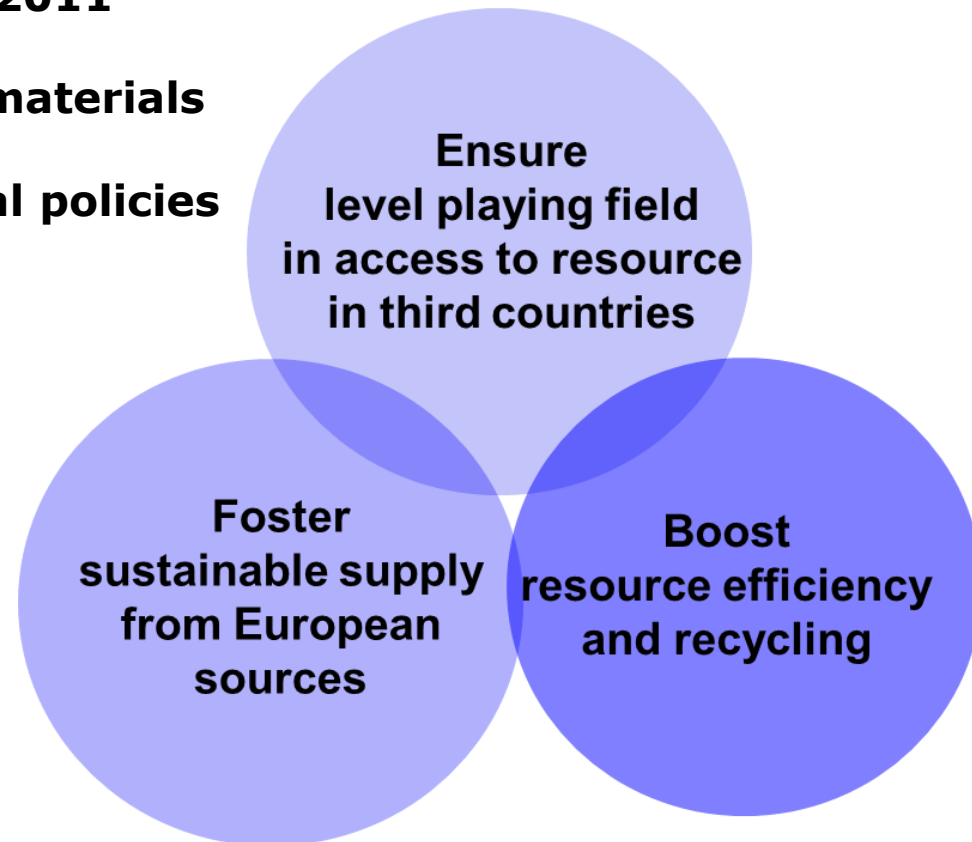 2011
materials
al policies
Ensure
level playing field
in access to resource
in third countries
Foster
sustainable supply
from European
sources
Boost
resource efficiency
and recycling